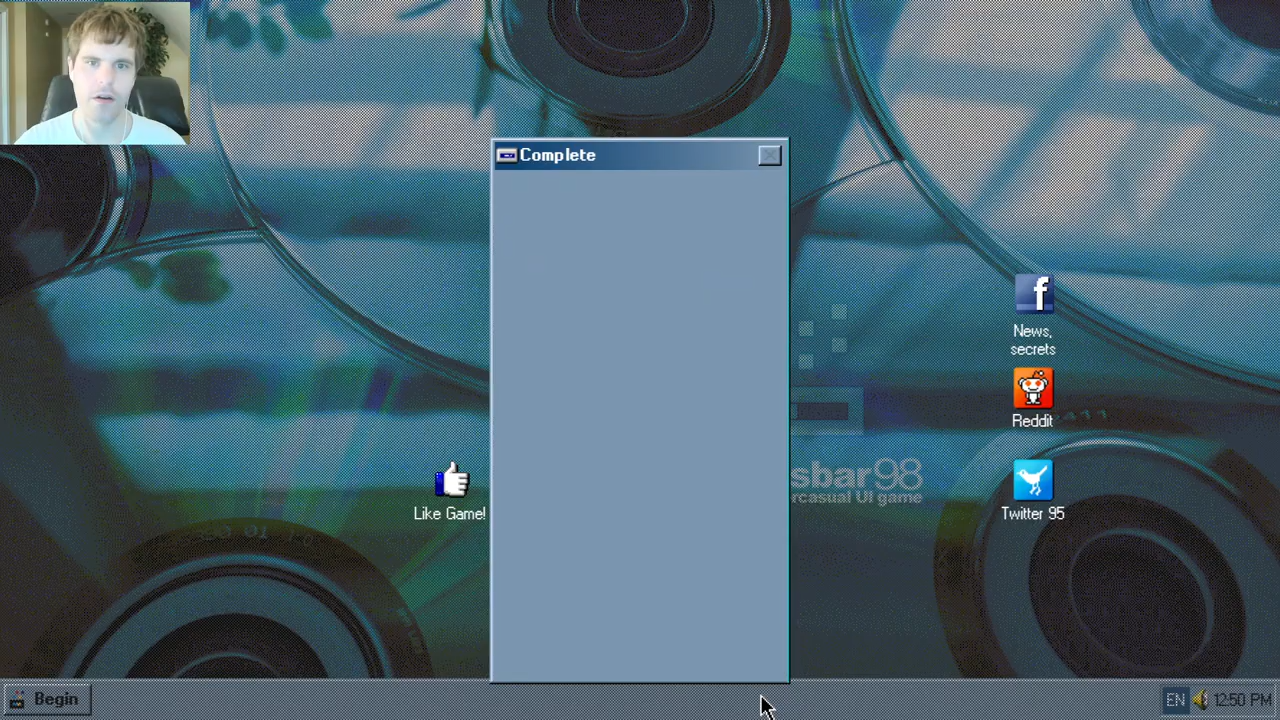 Complete
News,
secrets
Reddit
sbar98
rcasual UI game
Like Game!
Twitter 95
Begin
EN
12:50 PM